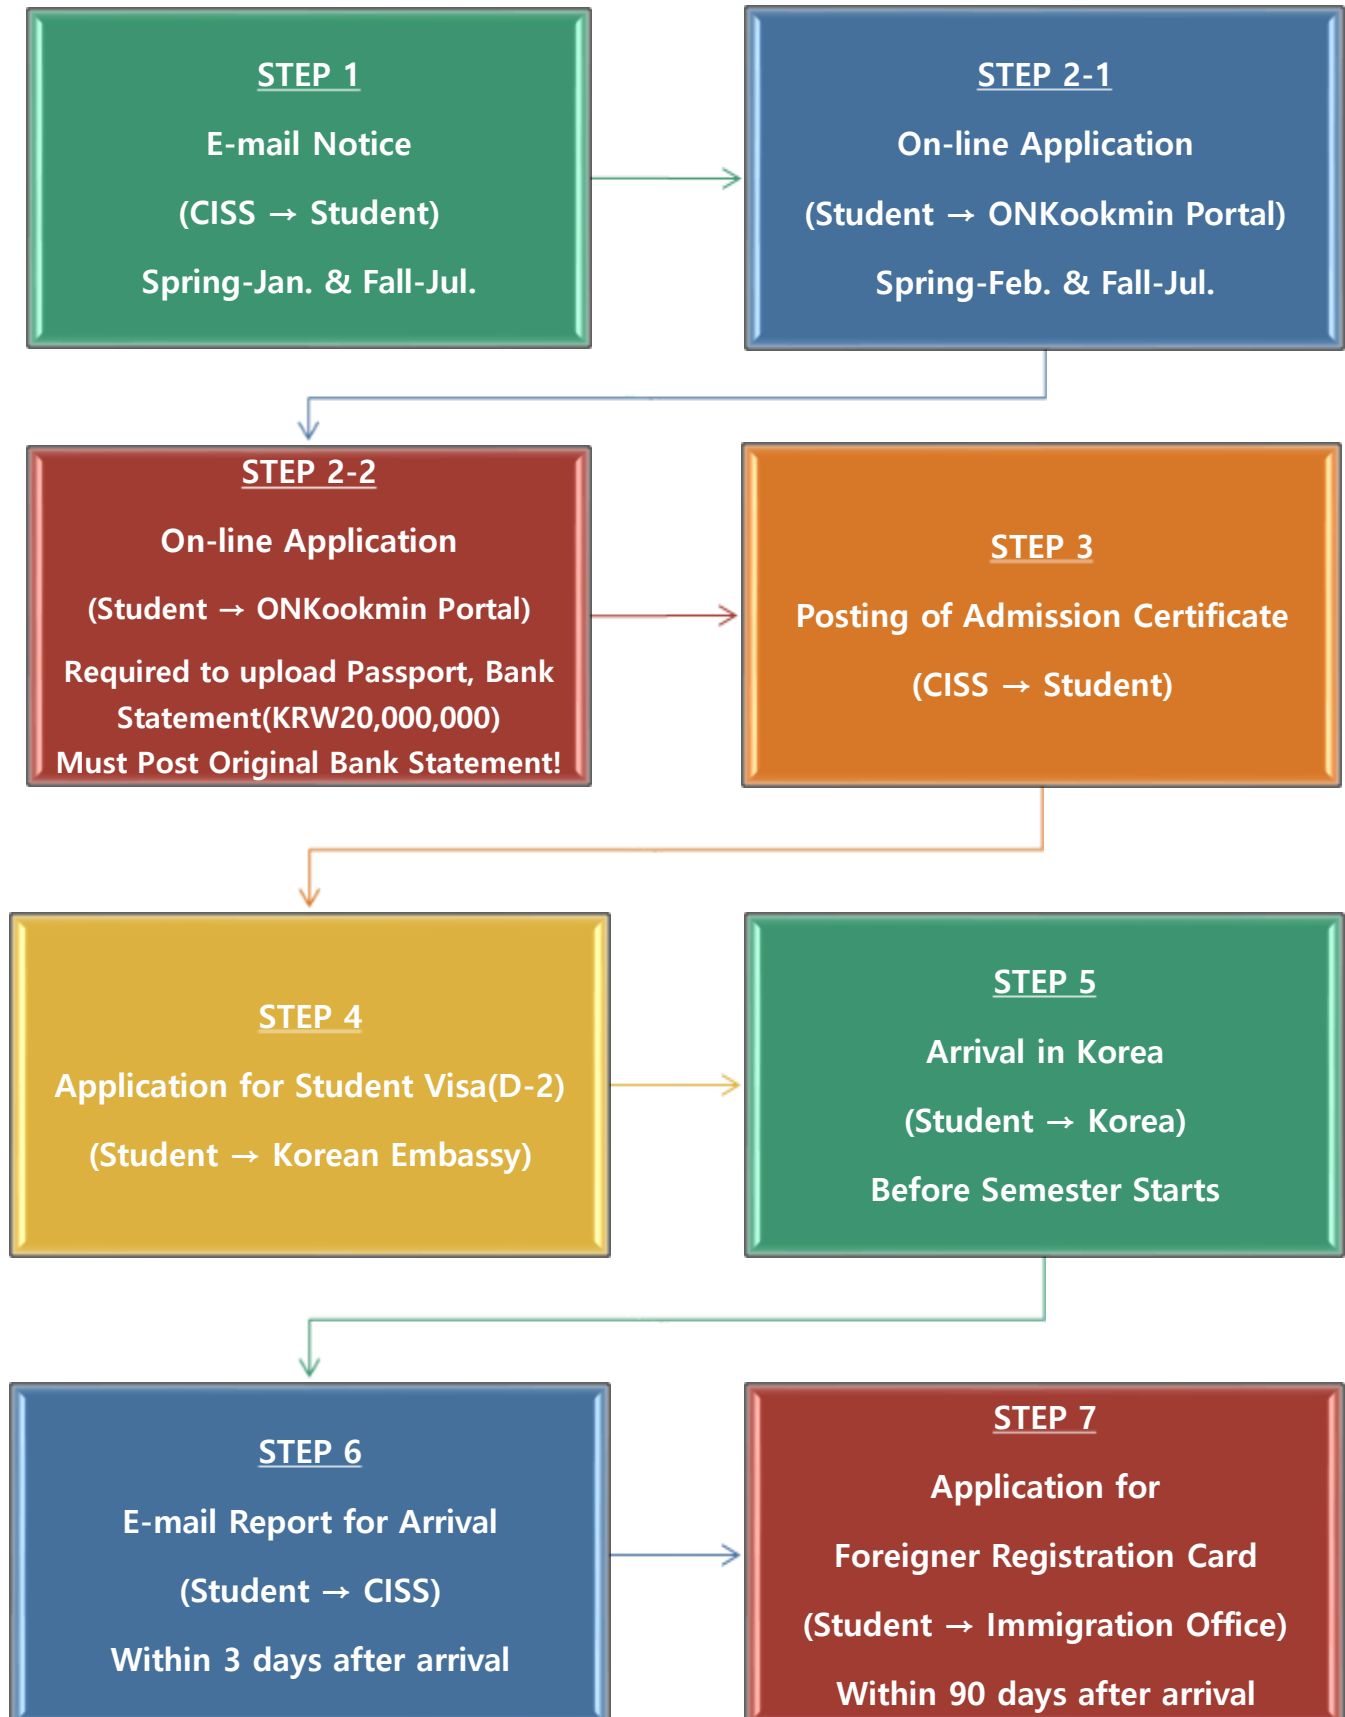 STEP 1
E-mail Notice
(CISS → Student)
Spring-Jan. & Fall-Jul.
STEP 2-1
On-line Application
(Student → ONKookmin Portal)
Spring-Feb. & Fall-Jul.
STEP 2-2
On-line Application
(Student → ONKookmin Portal)
Required to upload Passport, Bank
Statement(KRW20,000,000)
Must Post Original Bank Statement!
STEP 3
Posting of Admission Certificate
(CISS → Student)
STEP 4
Application for Student Visa(D-2)
(Student → Korean Embassy)
STEP 5
Arrival in Korea
(Student → Korea)
Before Semester Starts
STEP 6
E-mail Report for Arrival
(Student → CISS)
Within 3 days after arrival
STEP 7
Application for
Foreigner Registration Card
(Student → Immigration Office)
Within 90 days after arrival